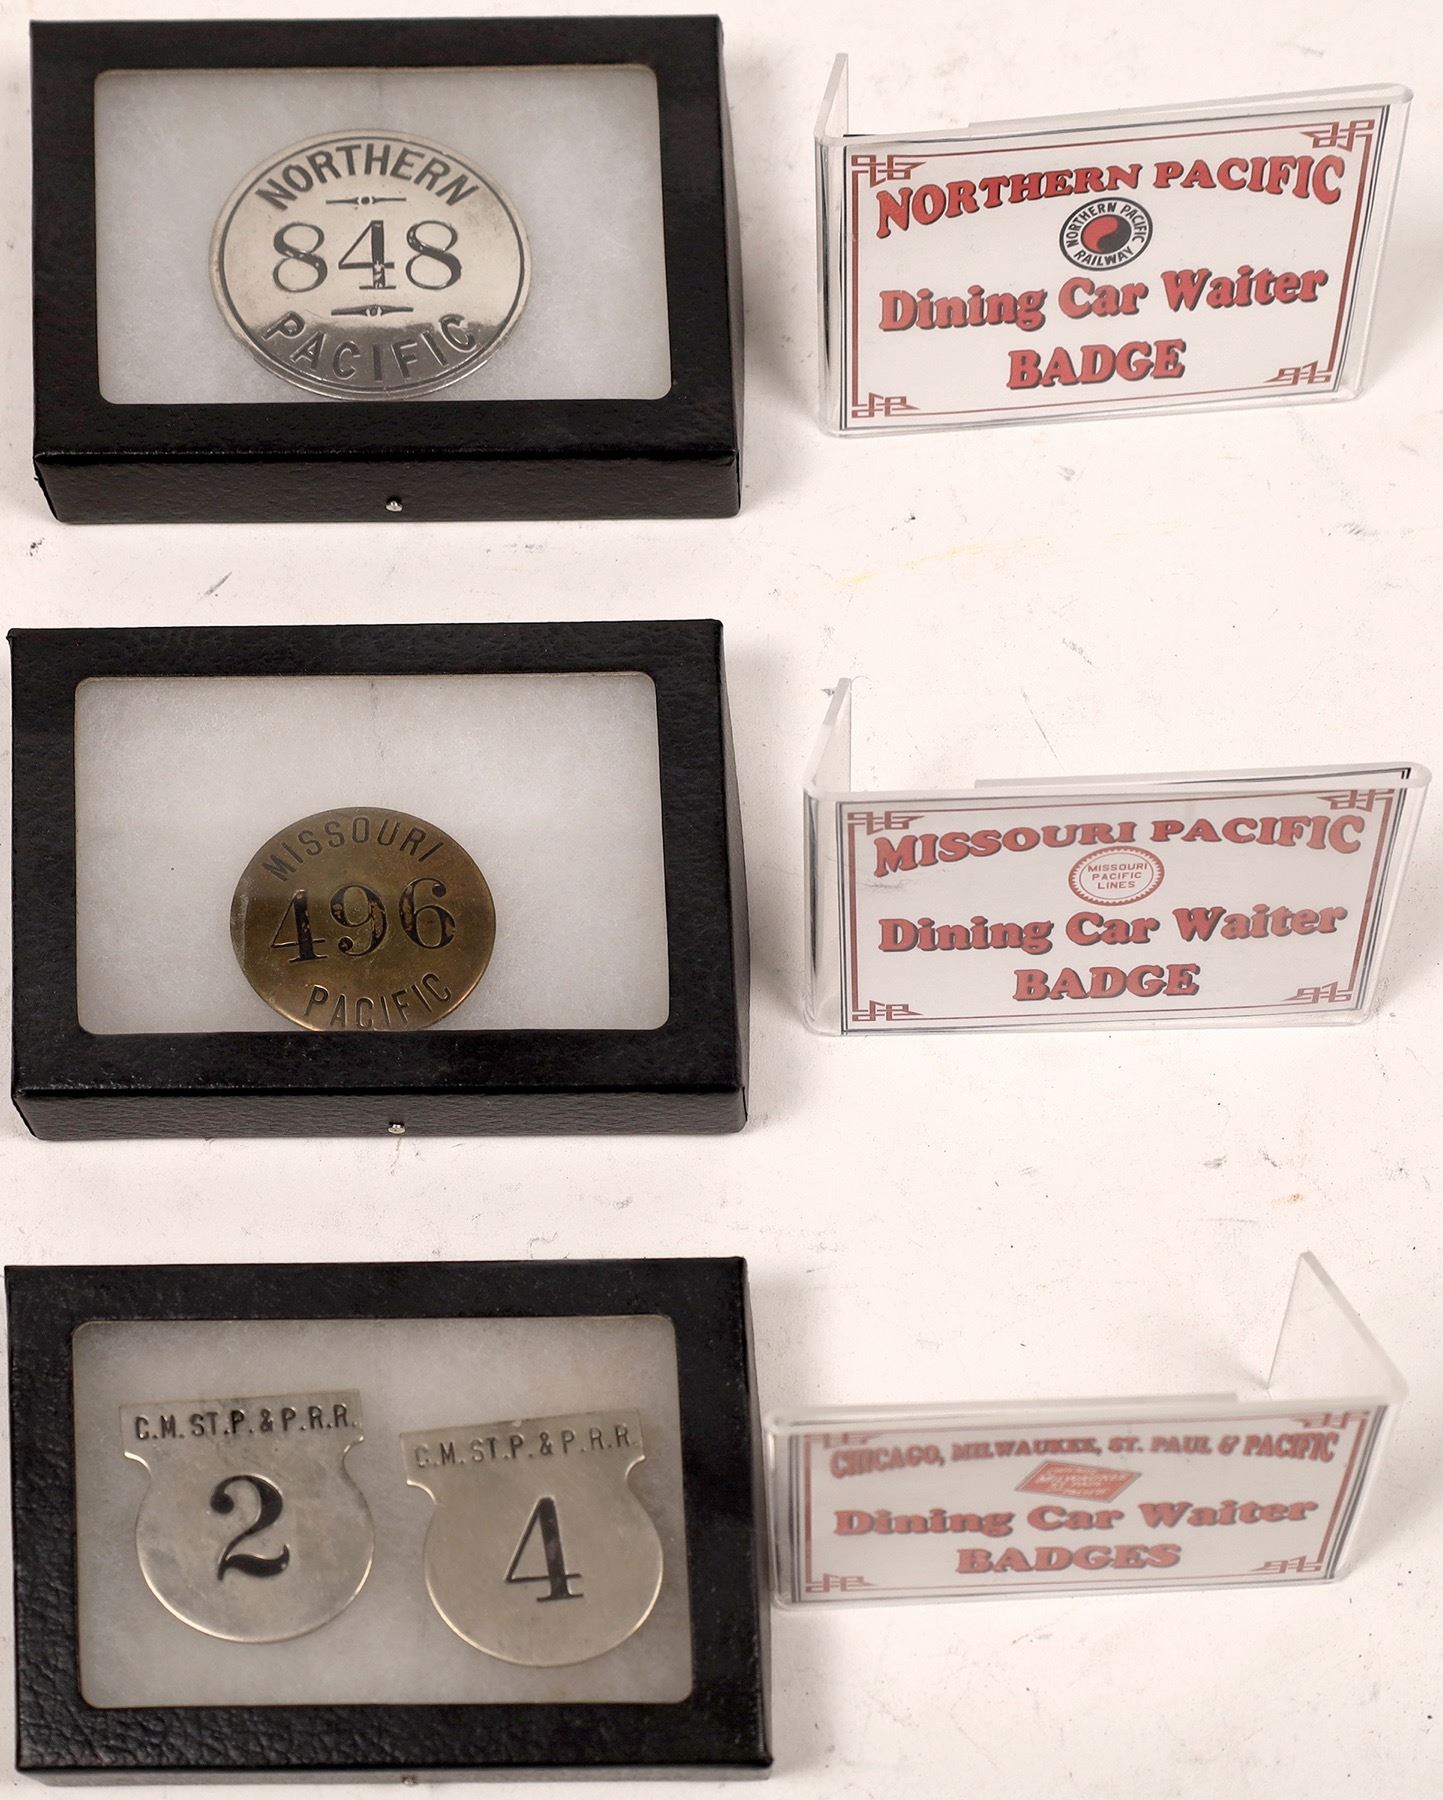 NORTHERN
848
PACIFIC
NORTHERN PACIFIC
NORTHERN PACIFIC
RAILWAY
Dining Car Waiter
BADGE
MISSOURI
496
PACIFIC
MISSOURI PACIFIC
MISSOURI
PACIFIC
LINES
Dining Car Waiter
BADGE
C.M. ST. P. & P. R.R.
2
C.M. ST. P. & P. R.R.
4
CHICAGO, MILWAUKEE, ST. PAUL & PACIFIC
MILWAUKEE
Dining Car Waiter
BADGES